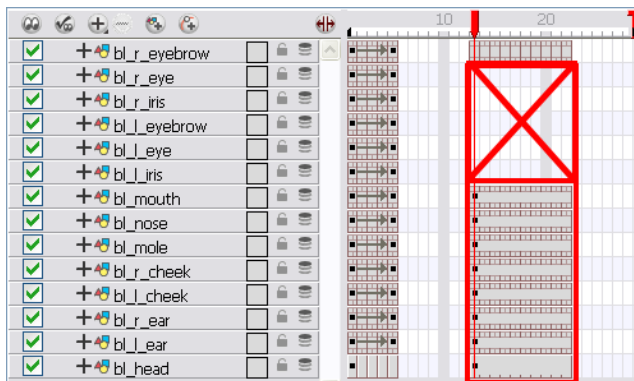 10 20
bl_r_eyebrow
bl_r_eye
bl_r_iris
bl_l_eyebrow
bl_l_eye
bl_l_iris
bl_mouth
bl_nose
bl_mole
bl_r_cheek
bl_l_cheek
bl_r_ear
bl_l_ear
bl_head